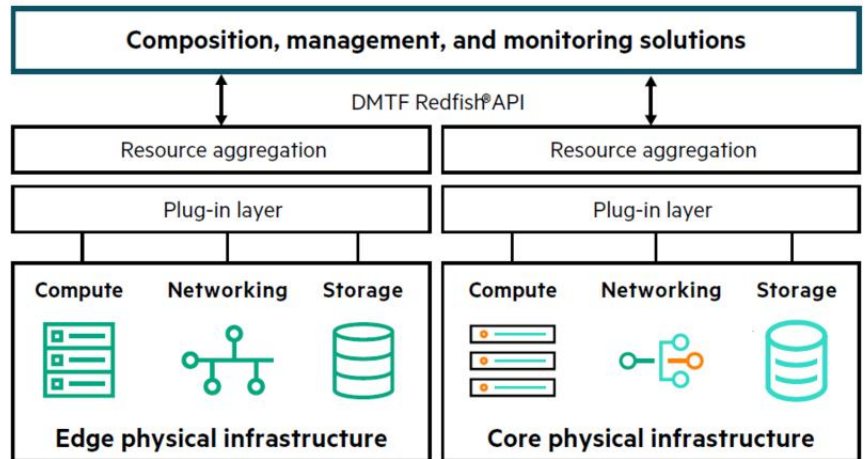 Composition, management, and monitoring solutions
DMTF Redfish® API
Resource aggregation
Resource aggregation
Plug-in layer
Plug-in layer
Compute Networking Storage
Compute Networking Storage
Edge physical infrastructure
Core physical infrastructure